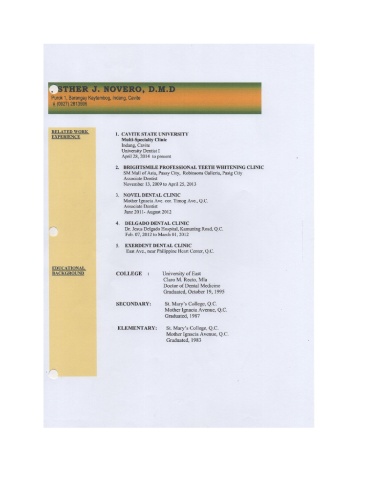 STHER J. NOVERO, D.M.D
Purok 1, Barangay Kaytambog, Indang, Cavite
RELATED WORK
EXPERIENCE
1. CAVITE STATE UNIVERSITY
Multi-Specialty Clinic
Indang, Cavite
University Dentist I
April 28, 2014 to present
2. BRIGHTSMILE PROFESSIONAL TEETH WHITENING CLINIC
SM Mall of Asia, Pasay City, Robinsons Galleria, Pasig City
Associate Dentist
November 13, 2009 to April 25, 2013
3. NOVEL DENTAL CLINIC
Mother Ignacia Ave. cor. Ave., Q.C.
Associate Dentist
June 2011- August 2012
4. DELGADO DENTAL CLINIC
Dr. Jesus Delgado Hospital, Kamuning Road, Q.C.
Feb. 07, 2012 to March 01, 2012
5. EXERDENT DENTAL CLINIC
East Ave., near Philippine Heart Center, Q.C.
EDUCATIONAL
BACKGROUND
COLLEGE : University of East
Claro M. Recto, Mla
Doctor of Dental Medicine
Graduated, October 19, 1995
SECONDARY: St. Mary's College, Q.C.
Mother Ignacia Avenue, Q.C.
Graduated, 1987
ELEMENTARY: St. Mary's College, Q.C.
Mother Ignacia Avenue, Q.C.
Graduated, 1983